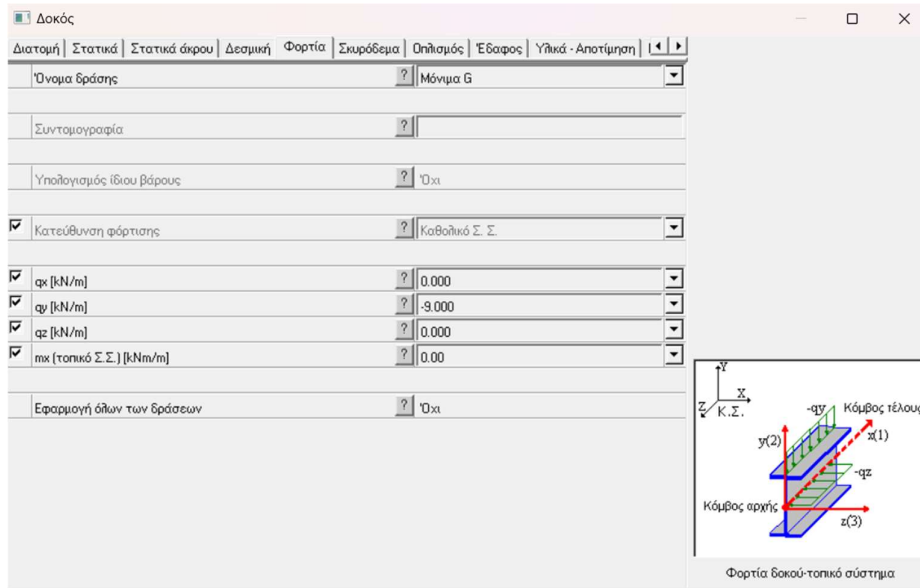 Δοκός
Διατομή Στατικά Στατικά άκρου Δεσμική Φορτία Σκυρόδεμα Οπλισμός Έδαφος Υλικά - Αποτίμηση
Όνομα δράσης ? Μόνιμα G
Συντομογραφία ?
Υπολογισμός ίδιου βάρους ? Όχι
Κατεύθυνση φόρτισης ? Καθολικό Σ. Σ.
qx [kN/m] ? 0.000
qy [kN/m] ? -9.000
qz [kN/m] ? 0.000
mx (τοπικό Σ.Σ.) [kNm/m] ? 0.00
Εφαρμογή όλων των δράσεων ? Όχι
Y
X
Z Κ.Σ.
-qy Κόμβος τέλους
y(2) x(1)
-qz
Κόμβος αρχής
z(3)
Φορτία δοκού-τοπικό σύστημα